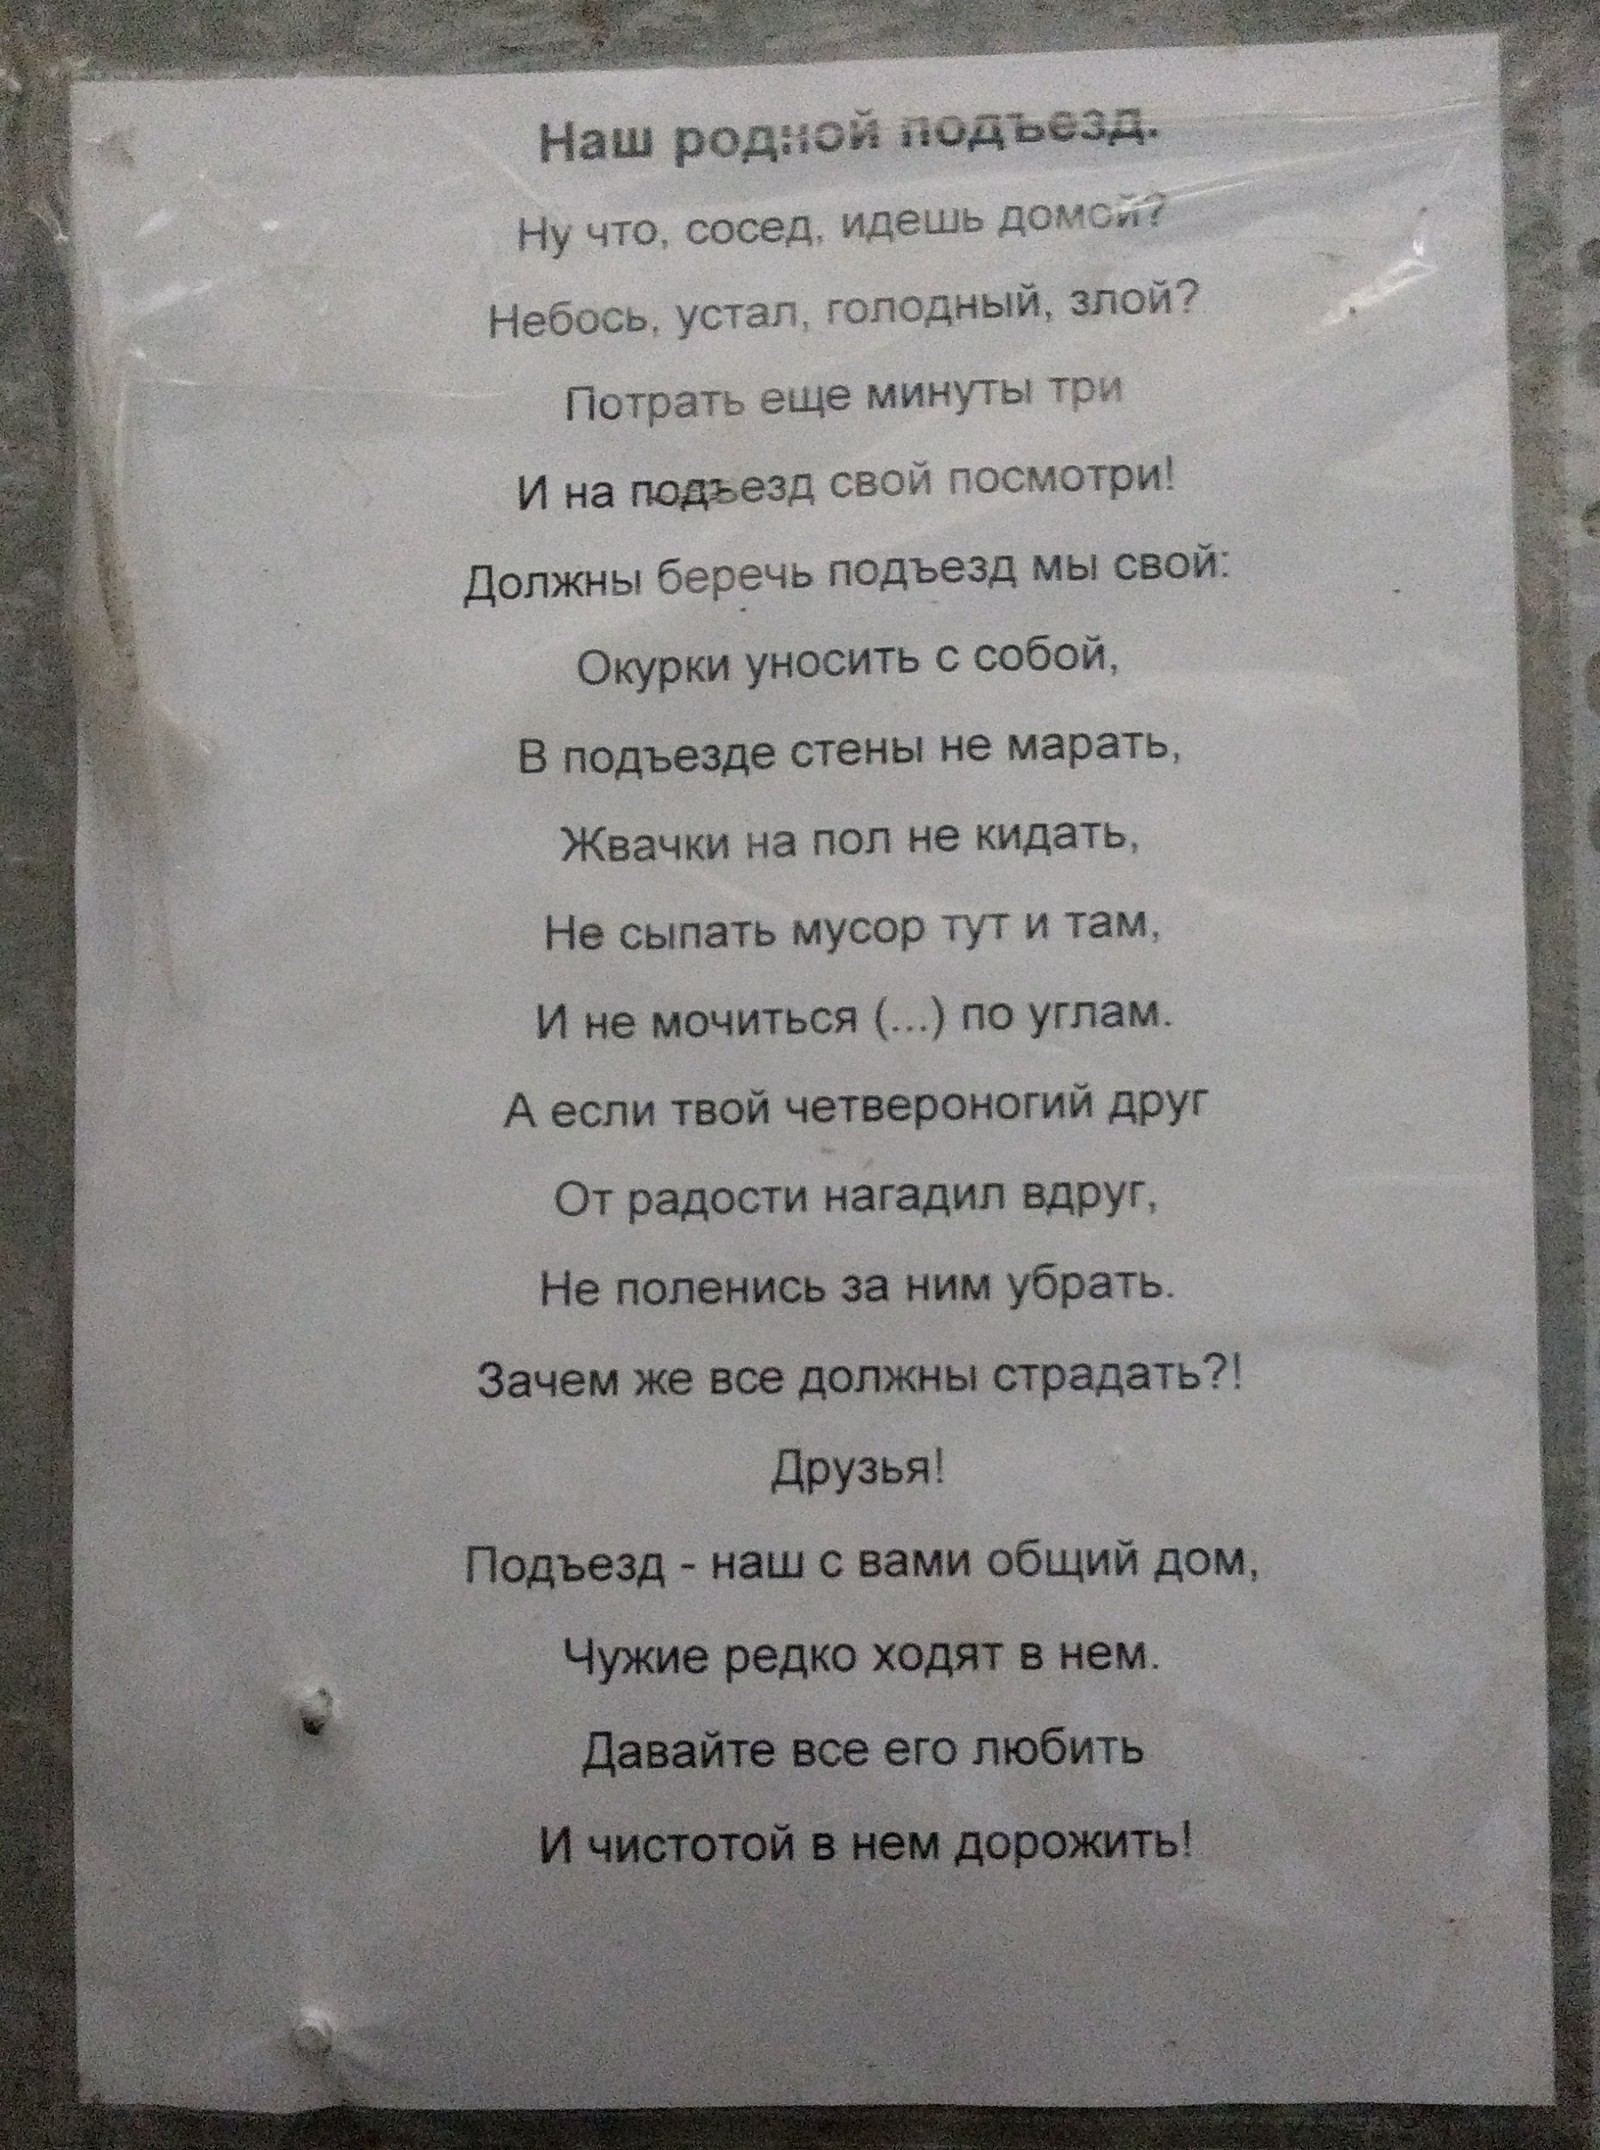 Наш родной подъезд.
Ну что, сосед, идешь домой?
Небось, устал, голодный, злой?
Потрать еще минуты три
И на подъезд свой посмотри!
Должны беречь подъезд мы свой:
Окурки уносить с собой,
В подъезде стены не марать,
Жвачки на пол не кидать,
Не сыпать мусор тут и там,
И не мочиться (...) по углам.
А если твой четвероногий друг
От радости нагадил вдруг,
Не поленись за ним убрать.
Зачем же все должны страдать?!
Друзья!
Подъезд - наш с вами общий дом,
Чужие редко ходят в нем.
Давайте все его любить
И чистотой в нем дорожить!